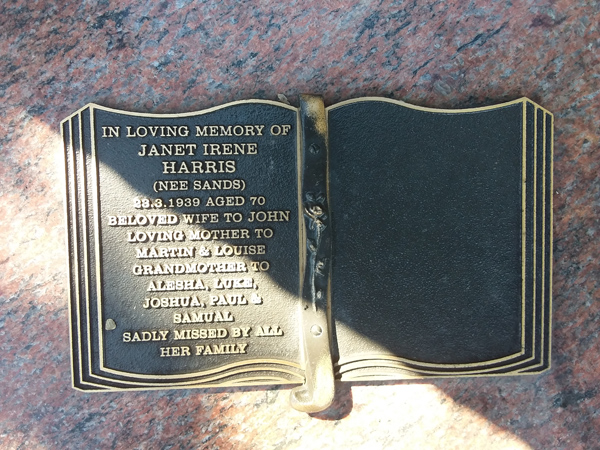 IN LOVING MEMORY OF
JANET IRENE
HARRIS
(NEE SANDS)
23.3.1939 AGED 70
BELOVED WIFE TO JOHN
LOVING MOTHER TO
MARTIN & LOUISE
GRANDMOTHER TO
ALESHA, LUKE,
JOSHUA, PAUL &
SAMUAL
SADLY MISSED BY ALL
HER FAMILY